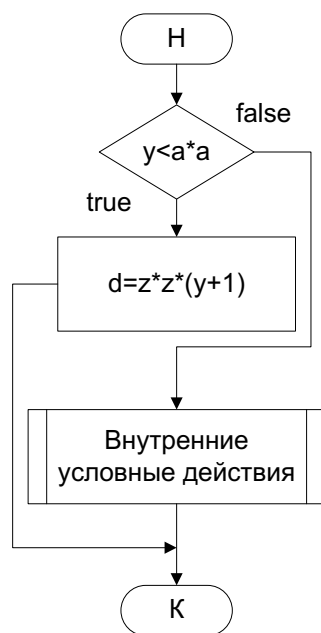 Н
false
y<a*a
true
d=z*z*(y+1)
Внутренние
условные действия
К